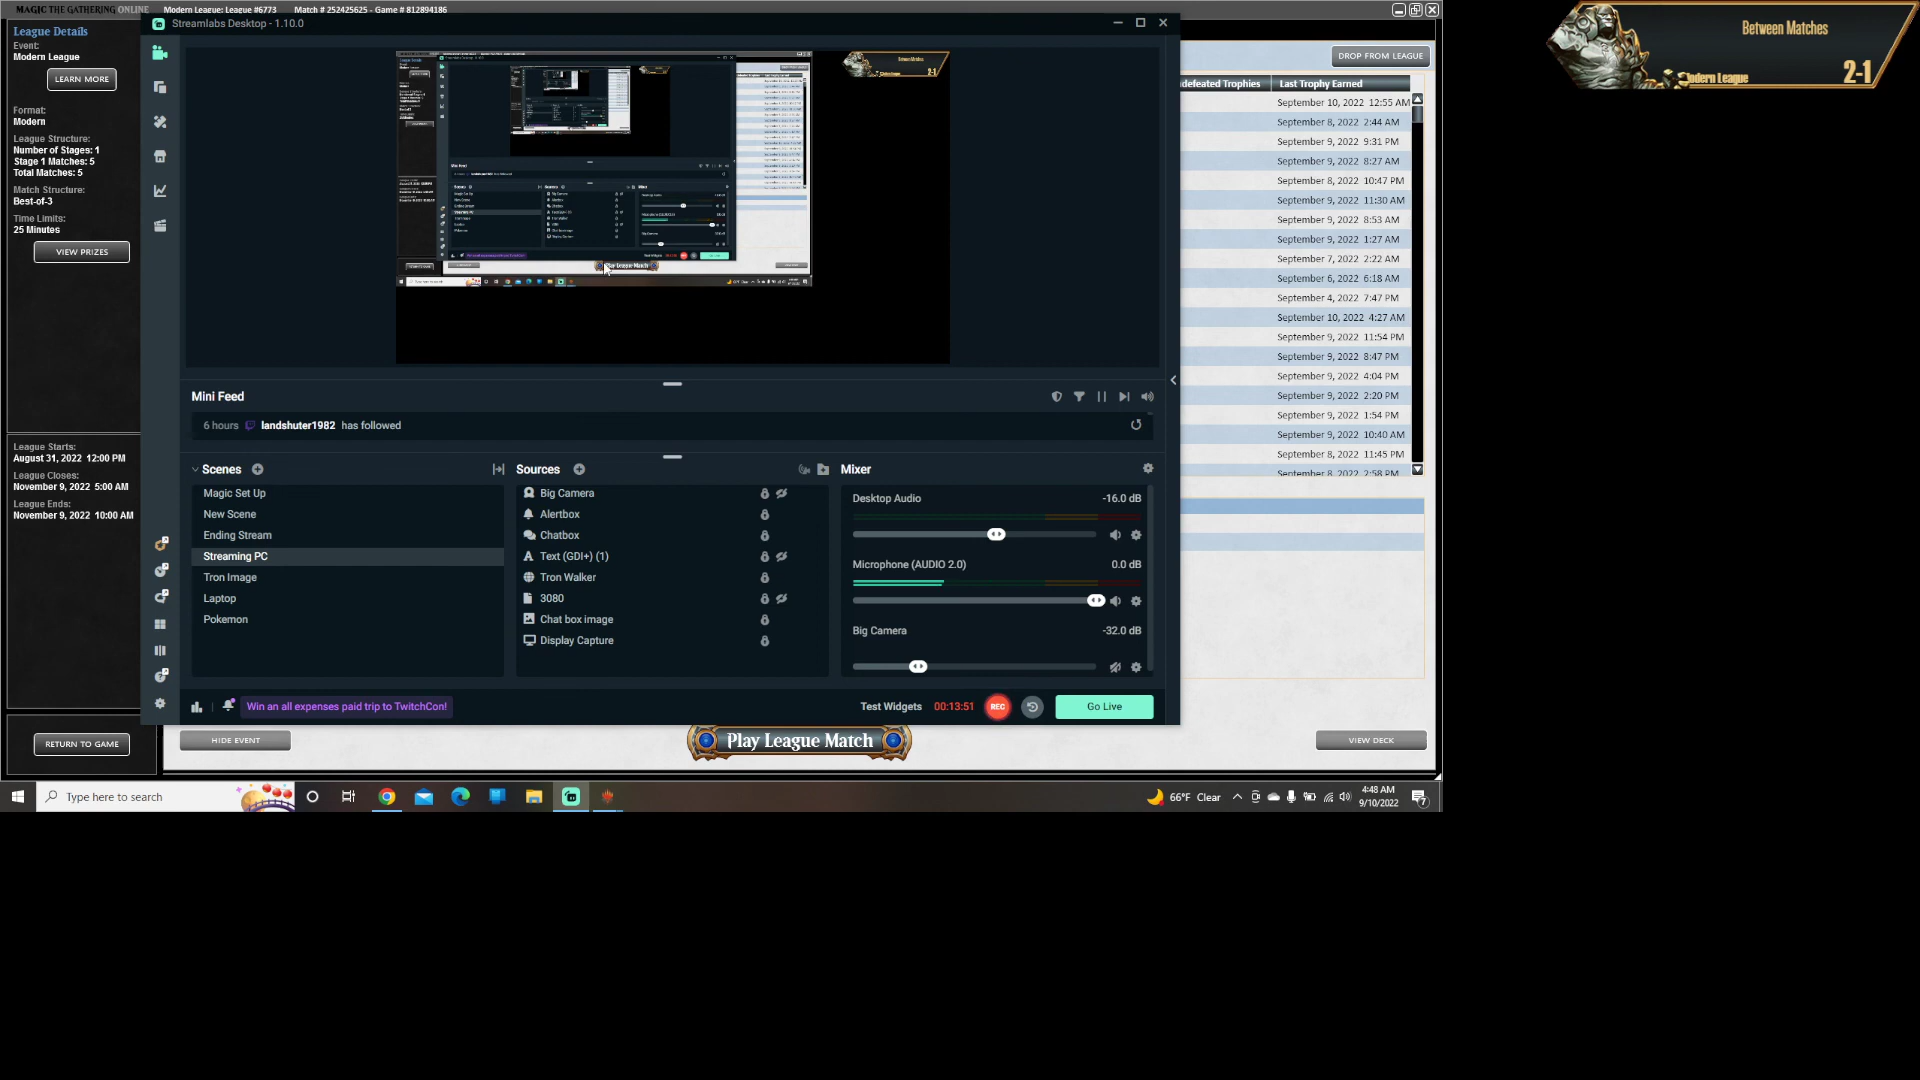 MAGIC THE GATHERING ONLINE Modern League: League #6773 Match # 252425625 - Game # 812894186
Streamlabs Desktop - 1.10.0
League Details
Event:
Modern League
LEARN MORE
Format:
Modern
League Structure:
Number of Stages: 1
Stage 1 Matches: 5
Total Matches: 5
Match Structure:
Best-of-3
Time Limits:
25 Minutes
VIEW PRIZES
League Starts:
August 31, 2022 12:00 PM
League Closes:
November 9, 2022 5:00 AM
League Ends:
November 9, 2022 10:00 AM
RETURN TO GAME
Mini Feed
6 hours landshuter1982 has followed
Scenes
Magic Set Up
New Scene
Ending Stream
Streaming PC
Tron Image
Laptop
Pokemon
Sources
Big Camera
Alertbox
Chatbox
Text (GDI+) (1)
Tron Walker
3080
Chat box image
Display Capture
Mixer
Desktop Audio -16.0 dB
Microphone (AUDIO 2.0) 0.0 dB
Big Camera -32.0 dB
Win an all expenses paid trip to TwitchCon!
Test Widgets 00:13:51 REC Go Live
DROP FROM LEAGUE
defeated Trophies Last Trophy Earned
September 10, 2022 12:55 AM
September 8, 2022 2:44 AM
September 9, 2022 9:31 PM
September 9, 2022 8:27 AM
September 8, 2022 10:47 PM
September 9, 2022 11:30 AM
September 9, 2022 8:53 AM
September 9, 2022 1:27 AM
September 7, 2022 2:22 AM
September 6, 2022 6:18 AM
September 4, 2022 7:47 PM
September 10, 2022 4:27 AM
September 9, 2022 11:54 PM
September 9, 2022 8:47 PM
September 9, 2022 4:04 PM
September 9, 2022 2:20 PM
September 9, 2022 1:54 PM
September 9, 2022 10:40 AM
September 8, 2022 11:45 PM
September 8, 2022 2:58 PM
HIDE EVENT
Play League Match
VIEW DECK
Type here to search
66°F Clear
4:48 AM
9/10/2022
7
Between Matches
Modern League 2-1